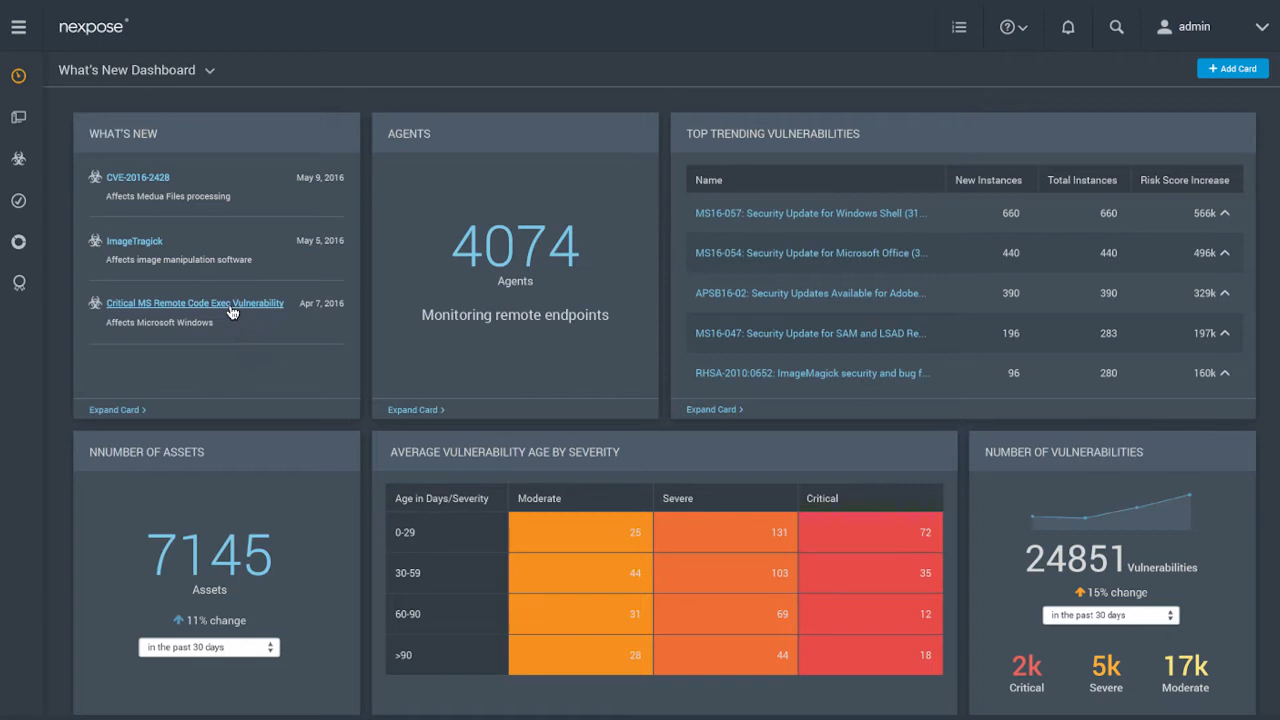 nexpose
admin
What's New Dashboard
+ Add Card
WHAT'S NEW
CVE-2016-2428
May 9, 2016
Affects Medua Files processing
ImageTragick
May 5, 2016
Affects image manipulation software
Critical MS Remote Code Exec Vulnerability
Apr 7, 2016
Affects Microsoft Windows
Expand Card >
AGENTS
4074
Agents
Monitoring remote endpoints
Expand Card >
TOP TRENDING VULNERABILITIES
Name New Instances Total Instances Risk Score Increase
MS16-057: Security Update for Windows Shell (31... 660 660 566k
MS16-054: Security Update for Microsoft Office (3... 440 440 496k
APSB16-02: Security Updates Available for Adobe... 390 390 329k
MS16-047: Security Update for SAM and LSAD Re... 196 283 197k
RHSA-2010:0652: ImageMagick security and bug f... 96 280 160k
Expand Card >
NNUMBER OF ASSETS
7145
Assets
11% change
in the past 30 days
AVERAGE VULNERABILITY AGE BY SEVERITY
Age in Days/Severity Moderate Severe Critical
0-29 25 131 72
30-59 44 103 35
60-90 31 69 12
>90 28 44 18
NUMBER OF VULNERABILITIES
24851 Vulnerabilities
15% change
in the past 30 days
2k 5k 17k
Critical Severe Moderate